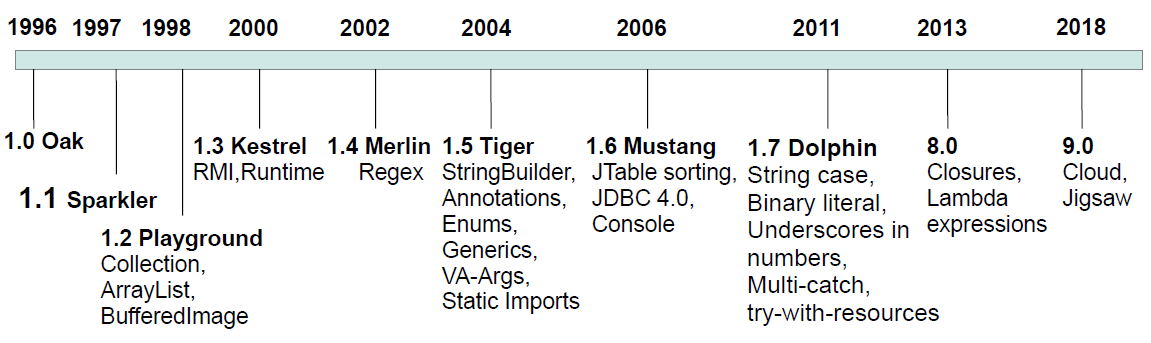 1996 1997 1998 2000 2002 2004 2006 2011 2013 2018
1.0 Oak
1.1 Sparkler
1.2 Playground
Collection,
ArrayList,
BufferedImage
1.3 Kestrel
RMI,Runtime
1.4 Merlin
Regex
1.5 Tiger
StringBuilder,
Annotations,
Enums,
Generics,
VA-Args,
Static Imports
1.6 Mustang
JTable sorting,
JDBC 4.0,
Console
1.7 Dolphin
String case,
Binary literal,
Underscores in
numbers,
Multi-catch,
try-with-resources
8.0
Closures,
Lambda
expressions
9.0
Cloud,
Jigsaw